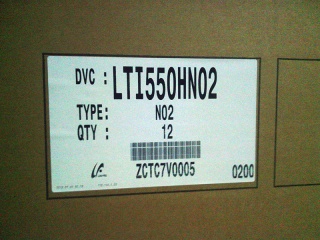 DVC : LTI550HN02
TYPE: N02
QTY : 12
ZCTC7V0005
0200